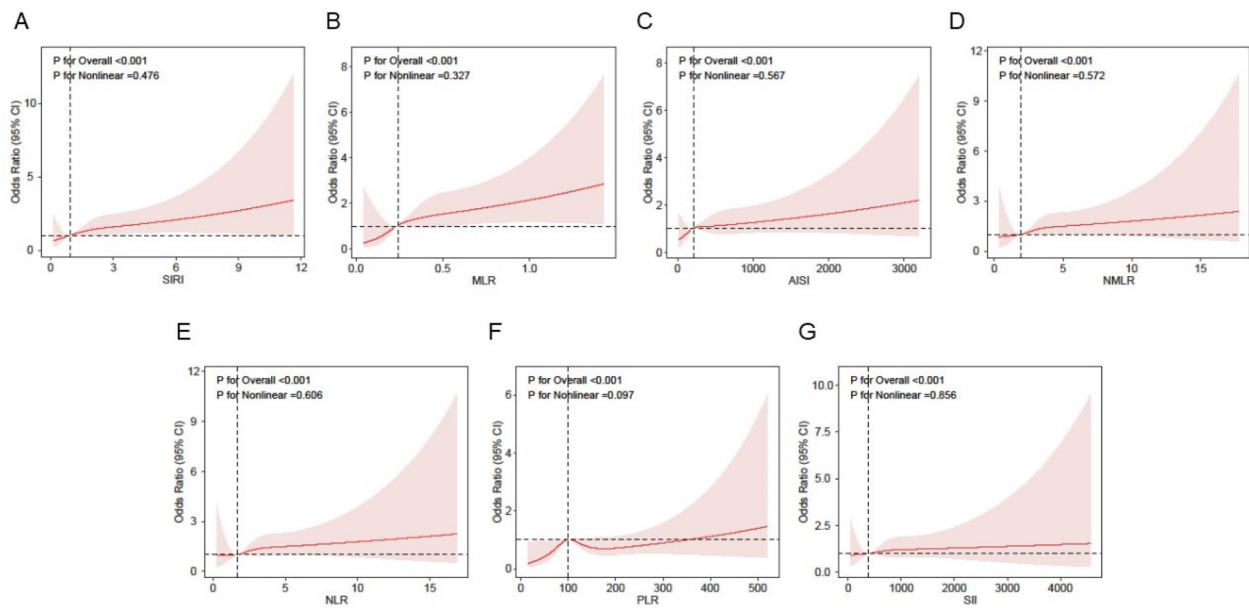 A
P for Overall <0.001
P for Nonlinear =0.476
Odds Ratio (95% CI)
10
5
0
0
3
6
9
12
SIRI
B
P for Overall <0.001
P for Nonlinear =0.327
Odds Ratio (95% CI)
8
6
4
2
0
0.0
0.5
1.0
MLR
C
P for Overall <0.001
P for Nonlinear =0.567
Odds Ratio (95% CI)
8
6
4
2
0
0
1000
2000
3000
AISI
D
P for Overall <0.001
P for Nonlinear =0.572
Odds Ratio (95% CI)
12
9
6
3
0
0
5
10
15
NMLR
E
P for Overall <0.001
P for Nonlinear =0.606
Odds Ratio (95% CI)
12
9
6
3
0
0
5
10
15
NLR
F
P for Overall <0.001
P for Nonlinear =0.097
Odds Ratio (95% CI)
6
4
2
0
0
100
200
300
400
500
PLR
G
P for Overall <0.001
P for Nonlinear =0.856
Odds Ratio (95% CI)
10.0
7.5
5.0
2.5
0.0
0
1000
2000
3000
4000
SII